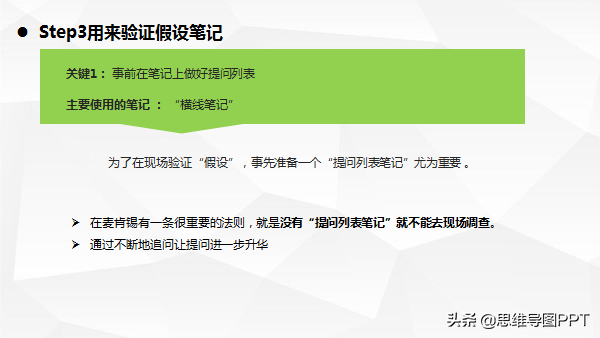 ● Step3用来验证假设笔记
关键1： 事前在笔记上做好提问列表
主要使用的笔记 ： “横线笔记”
为了在现场验证“假设”，事先准备一个“提问列表笔记”尤为重要 。
➢ 在麦肯锡有一条很重要的法则，就是没有“提问列表笔记”就不能去现场调查。
➢ 通过不断地追问让提问进一步升华
头条 @思维导图PPT